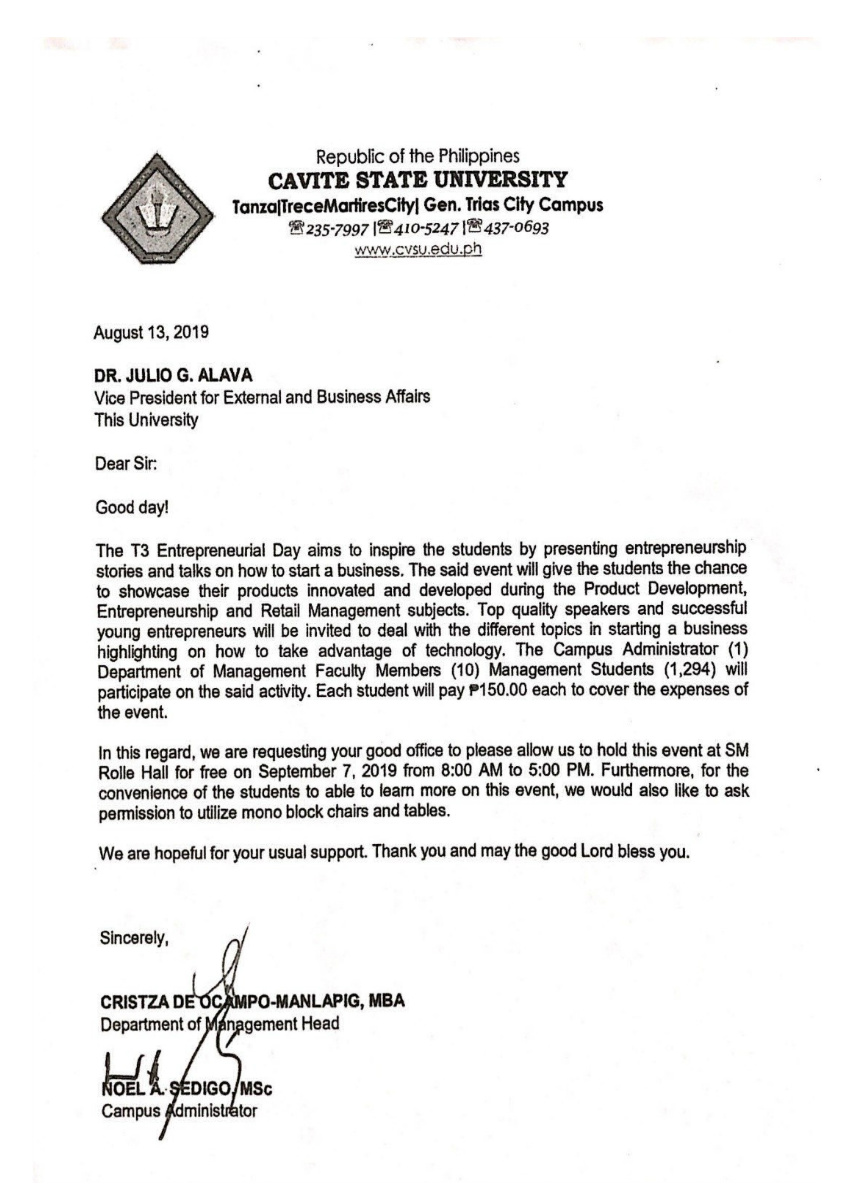 Republic of the Philippines
CAVITE STATE UNIVERSITY
Tanza|TreceMartiresCity| Gen. Trias City Campus
☏235-7997 |☏410-5247 |☏437-0693
www.cvsu.edu.ph
August 13, 2019
DR. JULIO G. ALAVA
Vice President for External and Business Affairs
This University
Dear Sir:
Good day!
The T3 Entrepreneurial Day aims to inspire the students by presenting entrepreneurship
stories and talks on how to start a business. The said event will give the students the chance
to showcase their products innovated and developed during the Product Development,
Entrepreneurship and Retail Management subjects. Top quality speakers and successful
young entrepreneurs will be invited to deal with the different topics in starting a business
highlighting on how to take advantage of technology. The Campus Administrator (1)
Department of Management Faculty Members (10) Management Students (1,294) will
participate on the said activity. Each student will pay ₱150.00 each to cover the expenses of
the event.
In this regard, we are requesting your good office to please allow us to hold this event at SM
Rolle Hall for free on September 7, 2019 from 8:00 AM to 5:00 PM. Furthermore, for the
convenience of the students to able to learn more on this event, we would also like to ask
permission to utilize mono block chairs and tables.
We are hopeful for your usual support. Thank you and may the good Lord bless you.
Sincerely,
CRISTZA DE OCAMPO-MANLAPIG, MBA
Department of Management Head
NOEL A. SEDIGO, MSc
Campus Administrator